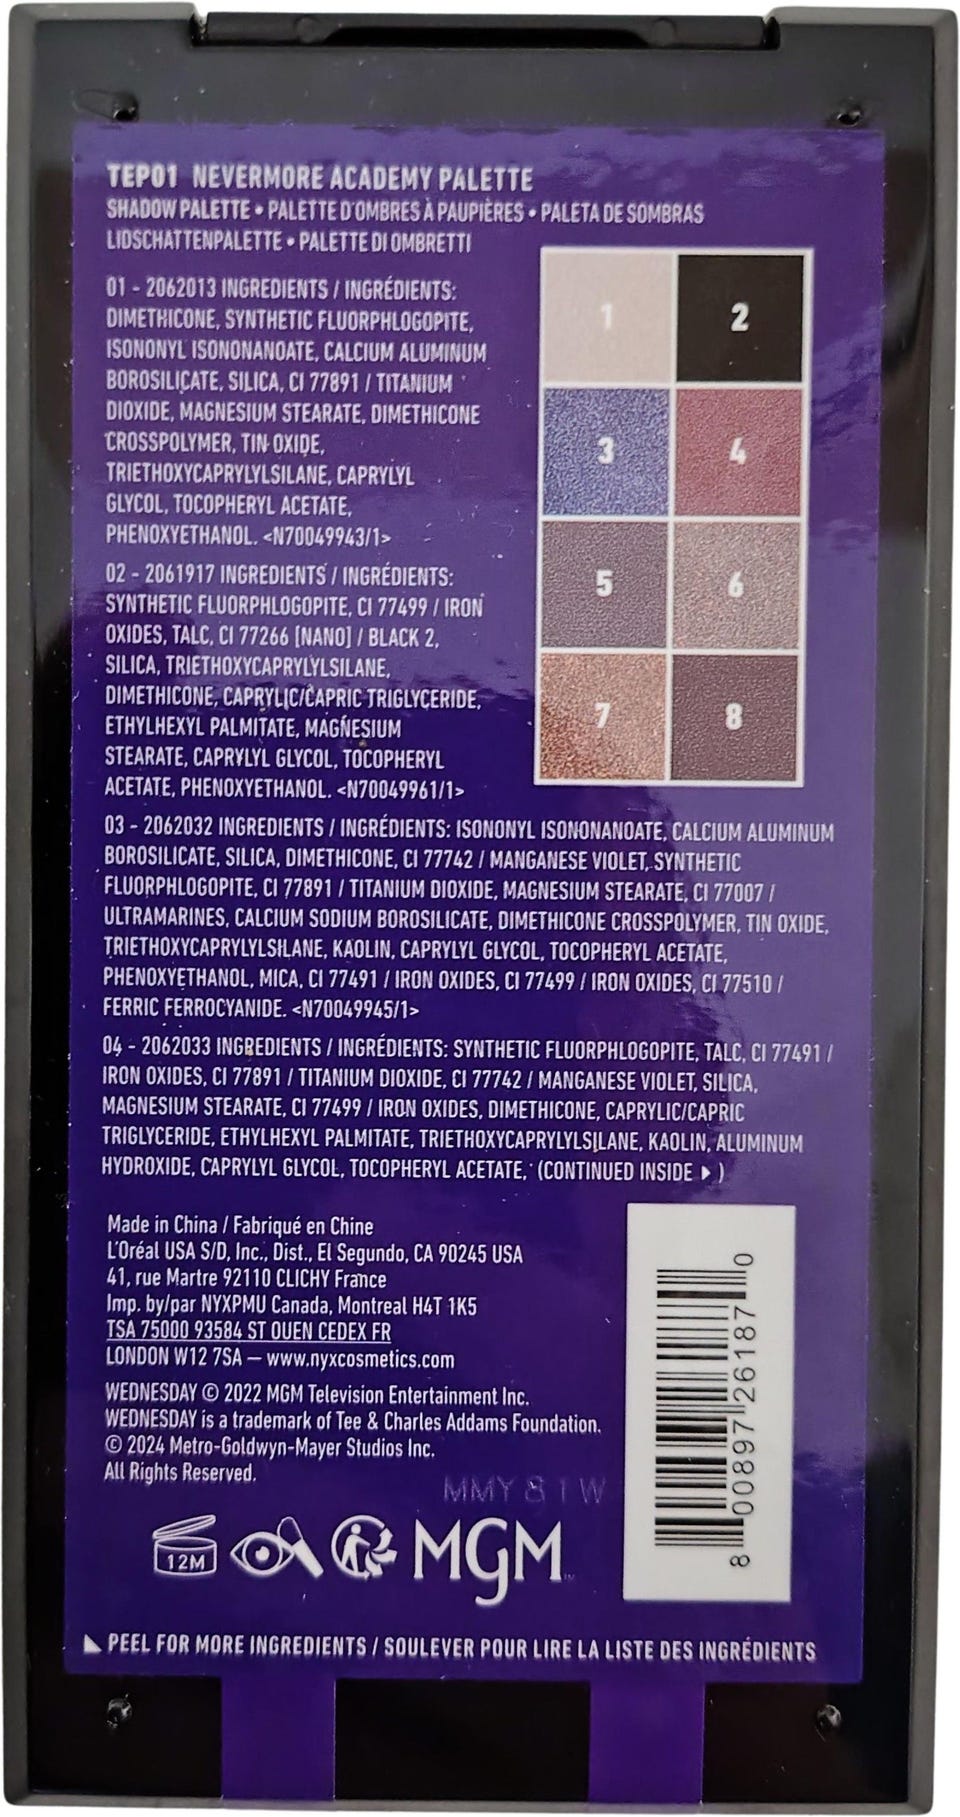 TEP01 NEVERMORE ACADEMY PALETTE
SHADOW PALETTE • PALETTE D'OMBRES À PAUPIÈRES • PALETA DE SOMBRAS
LIDSCHATTENPALETTE • PALETTE DI OMBRETTI
01 - 2062013 INGREDIENTS / INGRÉDIENTS:
DIMETHICONE, SYNTHETIC FLUORPHLOGOPITE,
ISONONYL ISONONANOATE, CALCIUM ALUMINUM
BOROSILICATE, SILICA, CI 77891 / TITANIUM
DIOXIDE, MAGNESIUM STEARATE, DIMETHICONE
CROSSPOLYMER, TIN OXIDE,
TRIETHOXYCAPRYLYLSILANE, CAPRYLYL
GLYCOL, TOCOPHERYL ACETATE,
PHENOXYETHANOL. <N70049943/1>
02 - 2061917 INGREDIENTS / INGRÉDIENTS:
SYNTHETIC FLUORPHLOGOPITE, CI 77499 / IRON
OXIDES, TALC, CI 77266 [NANO] / BLACK 2,
SILICA, TRIETHOXYCAPRYLYLSILANE,
DIMETHICONE, CAPRYLIC/CAPRIC TRIGLYCERIDE,
ETHYLHEXYL PALMITATE, MAGNESIUM
STEARATE, CAPRYLYL GLYCOL, TOCOPHERYL
ACETATE, PHENOXYETHANOL. <N70049961/1>
1 2
3 4
5 6
7 8
03 - 2062032 INGREDIENTS / INGRÉDIENTS: ISONONYL ISONONANOATE, CALCIUM ALUMINUM
BOROSILICATE, SILICA, DIMETHICONE, CI 77742 / MANGANESE VIOLET, SYNTHETIC
FLUORPHLOGOPITE, CI 77891 / TITANIUM DIOXIDE, MAGNESIUM STEARATE, CI 77007 /
ULTRAMARINES, CALCIUM SODIUM BOROSILICATE, DIMETHICONE CROSSPOLYMER, TIN OXIDE,
TRIETHOXYCAPRYLYLSILANE, KAOLIN, CAPRYLYL GLYCOL, TOCOPHERYL ACETATE,
PHENOXYETHANOL, MICA, CI 77491 / IRON OXIDES, CI 77499 / IRON OXIDES, CI 77510 /
FERRIC FERROCYANIDE. <N70049945/1>
04 - 2062033 INGREDIENTS / INGRÉDIENTS: SYNTHETIC FLUORPHLOGOPITE, TALC, CI 77491 /
IRON OXIDES, CI 77891 / TITANIUM DIOXIDE, CI 77742 / MANGANESE VIOLET, SILICA,
MAGNESIUM STEARATE, CI 77499 / IRON OXIDES, DIMETHICONE, CAPRYLIC/CAPRIC
TRIGLYCERIDE, ETHYLHEXYL PALMITATE, TRIETHOXYCAPRYLYLSILANE, KAOLIN, ALUMINUM
HYDROXIDE, CAPRYLYL GLYCOL, TOCOPHERYL ACETATE, (CONTINUED INSIDE ▶ )
Made in China / Fabriqué en Chine
L'Oréal USA S/D, Inc., Dist., El Segundo, CA 90245 USA
41, rue Martre 92110 CLICHY France
Imp. by/par NYXPMU Canada, Montreal H4T 1K5
TSA 75000 93584 ST OUEN CEDEX FR
LONDON W12 7SA — www.nyxcosmetics.com
WEDNESDAY © 2022 MGM Television Entertainment Inc.
WEDNESDAY is a trademark of Tee & Charles Addams Foundation.
© 2024 Metro-Goldwyn-Mayer Studios Inc.
All Rights Reserved.
MMY 81W
12M
MGM
8 00897 26187 0
PEEL FOR MORE INGREDIENTS / SOULEVER POUR LIRE LA LISTE DES INGRÉDIENTS